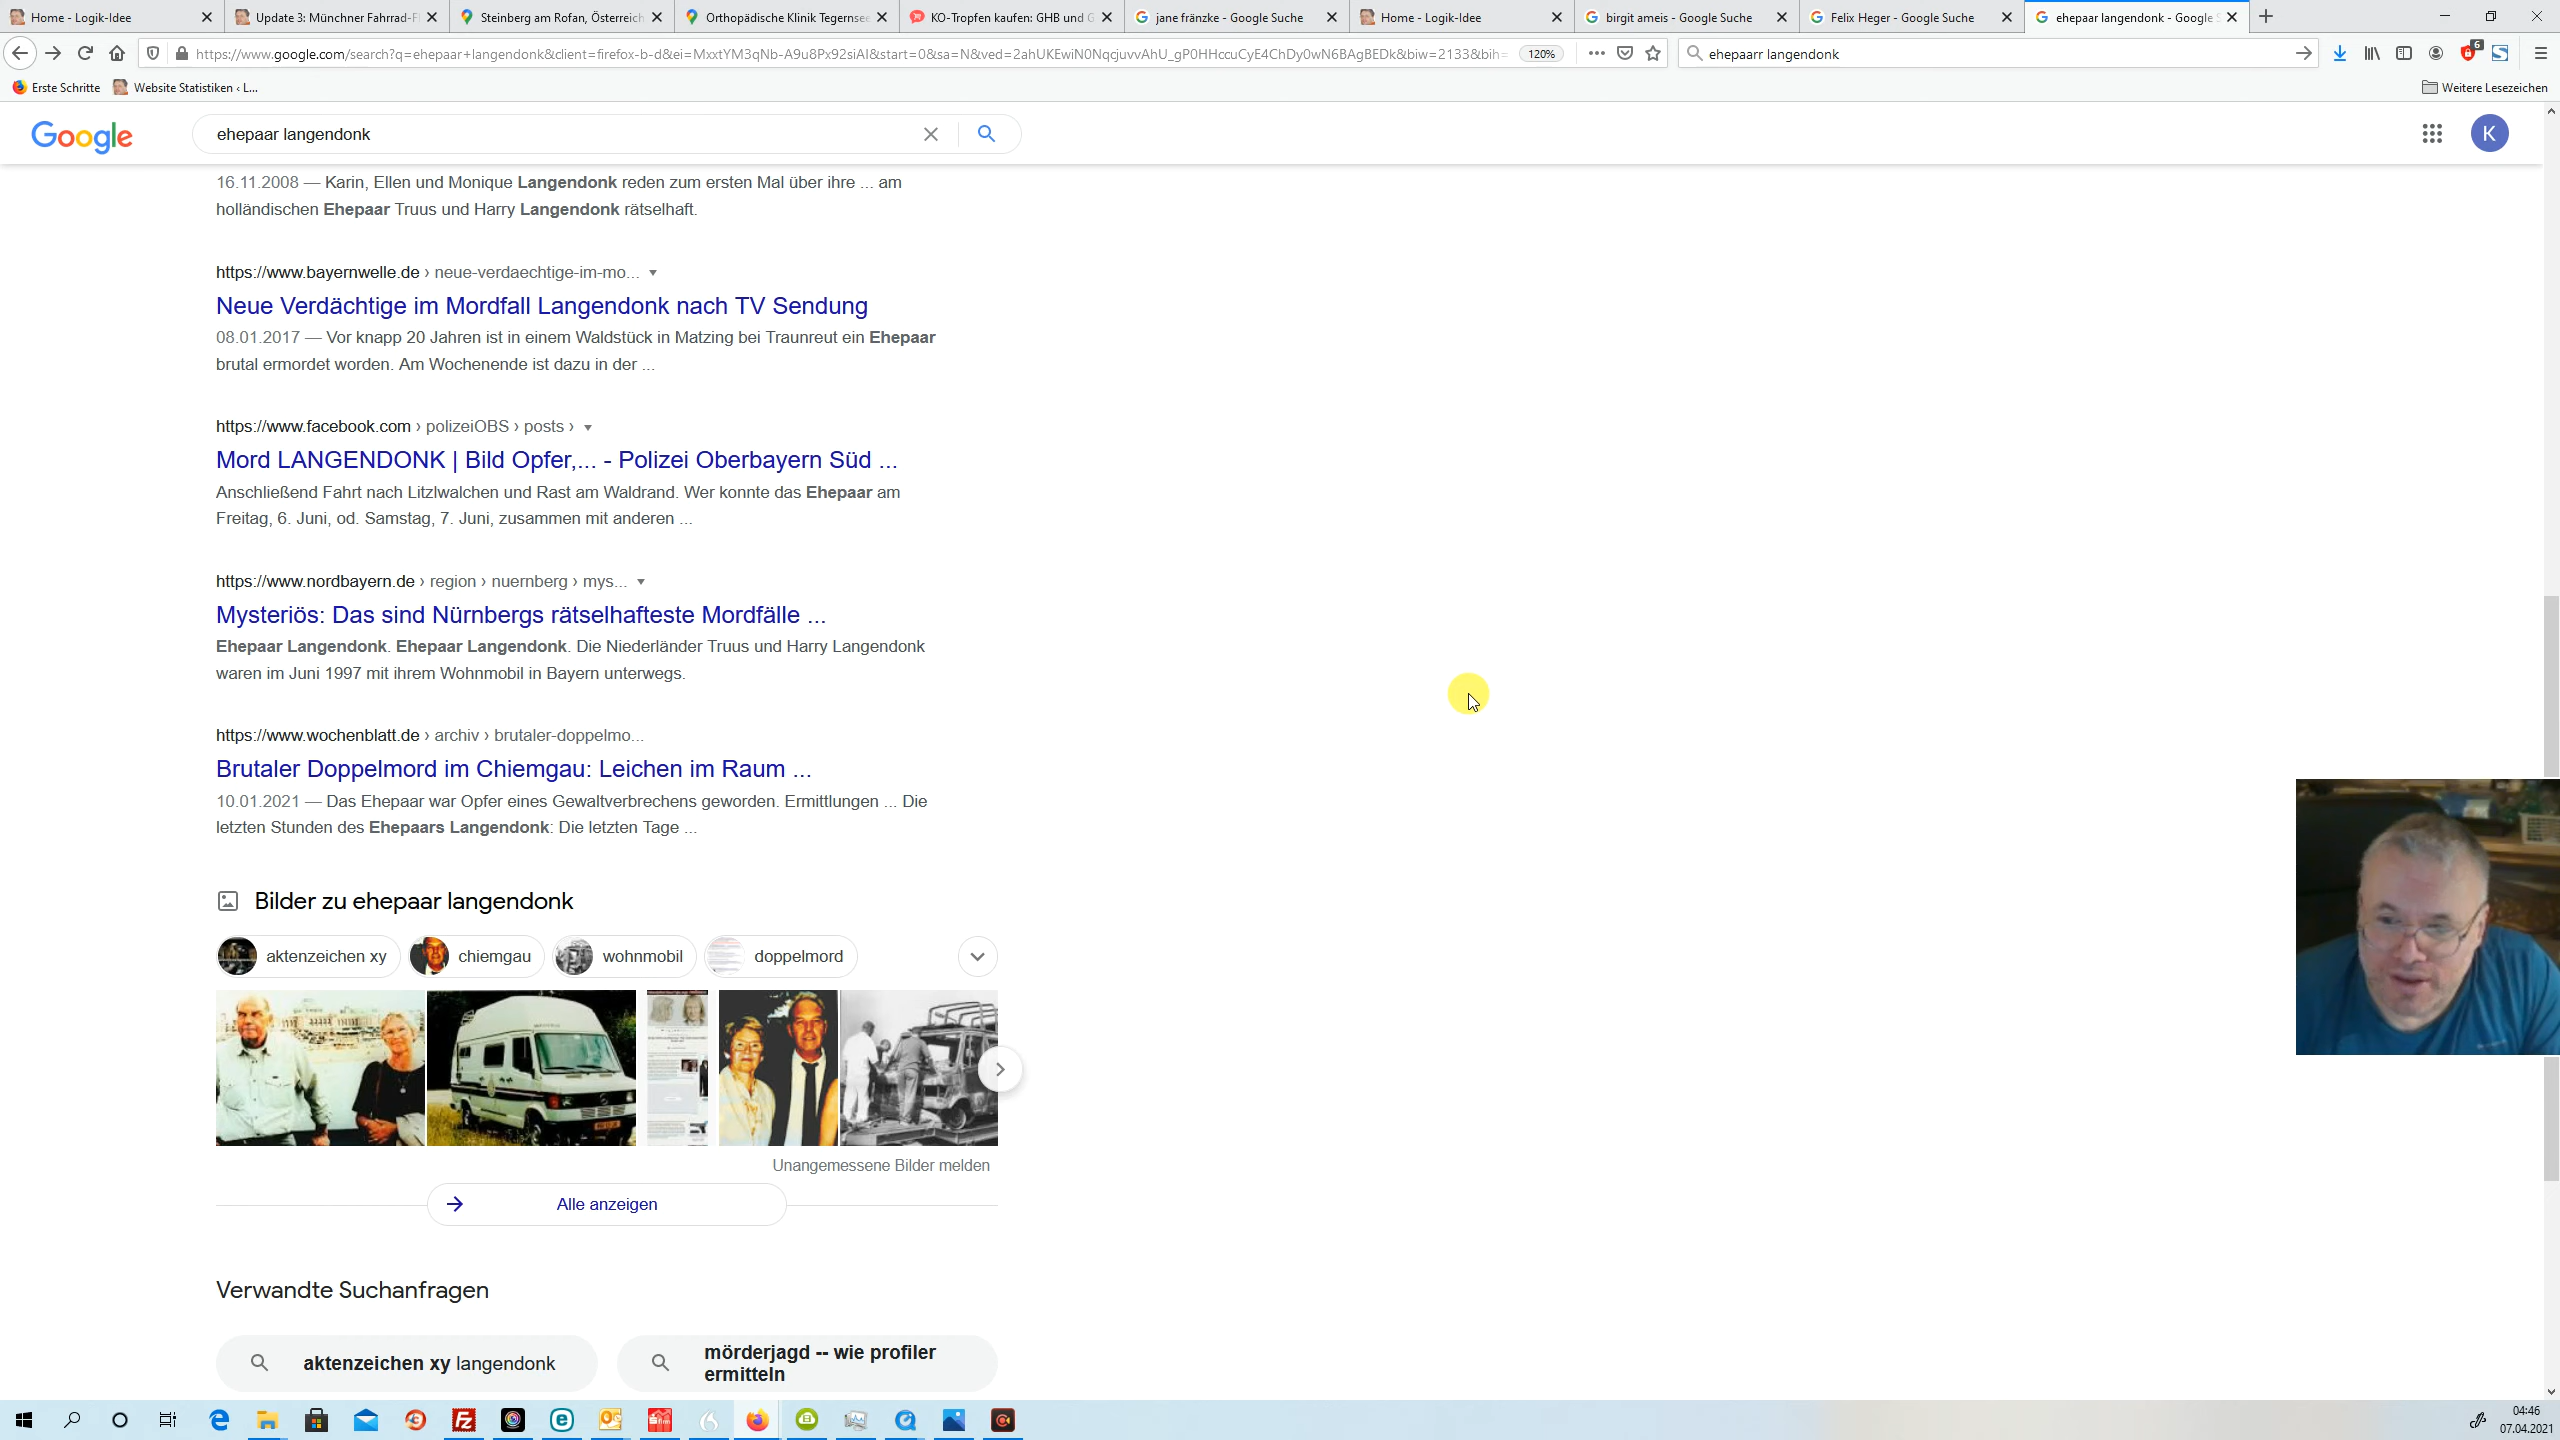 Home - Logik-Idee
Update 3: Münchner Fahrrad-F
Steinberg am Rofan, Österreich
Orthopädische Klinik Tegernsee
KO-Tropfen kaufen: GHB und G
jane fränzke - Google Suche
Home - Logik-Idee
birgit ameis - Google Suche
Felix Heger - Google Suche
ehepaar langendonk - Google S
https://www.google.com/search?q=ehepaar+langendonk&client=firefox-b-d&ei=MxxtYM3qNb-A9u8Px92siAI&start=0&sa=N&ved=2ahUKEwiN0NqcjuvvAhU_gP0HHccuCyE4ChDy0wN6BAgBEDk&biw=2133&bih=
120%
ehepaarr langendonk
6
Erste Schritte
Website Statistiken ‹ L...
Weitere Lesezeichen
Google
ehepaar langendonk
K
16.11.2008 — Karin, Ellen und Monique Langendonk reden zum ersten Mal über ihre ... am
holländischen Ehepaar Truus und Harry Langendonk rätselhaft.
https://www.bayernwelle.de › neue-verdaechtige-im-mo...
Neue Verdächtige im Mordfall Langendonk nach TV Sendung
08.01.2017 — Vor knapp 20 Jahren ist in einem Waldstück in Matzing bei Traunreut ein Ehepaar
brutal ermordet worden. Am Wochenende ist dazu in der ...
https://www.facebook.com › polizeiOBS › posts ›
Mord LANGENDONK | Bild Opfer,... - Polizei Oberbayern Süd ...
Anschließend Fahrt nach Litzlwalchen und Rast am Waldrand. Wer konnte das Ehepaar am
Freitag, 6. Juni, od. Samstag, 7. Juni, zusammen mit anderen ...
https://www.nordbayern.de › region › nuernberg › mys...
Mysteriös: Das sind Nürnbergs rätselhafteste Mordfälle ...
Ehepaar Langendonk. Ehepaar Langendonk. Die Niederländer Truus und Harry Langendonk
waren im Juni 1997 mit ihrem Wohnmobil in Bayern unterwegs.
https://www.wochenblatt.de › archiv › brutaler-doppelmo...
Brutaler Doppelmord im Chiemgau: Leichen im Raum ...
10.01.2021 — Das Ehepaar war Opfer eines Gewaltverbrechens geworden. Ermittlungen ... Die
letzten Stunden des Ehepaars Langendonk: Die letzten Tage ...
Bilder zu ehepaar langendonk
aktenzeichen xy
chiemgau
wohnmobil
doppelmord
Unangemessene Bilder melden
Alle anzeigen
Verwandte Suchanfragen
aktenzeichen xy langendonk
mörderjagd -- wie profiler
ermitteln
04:46
07.04.2021